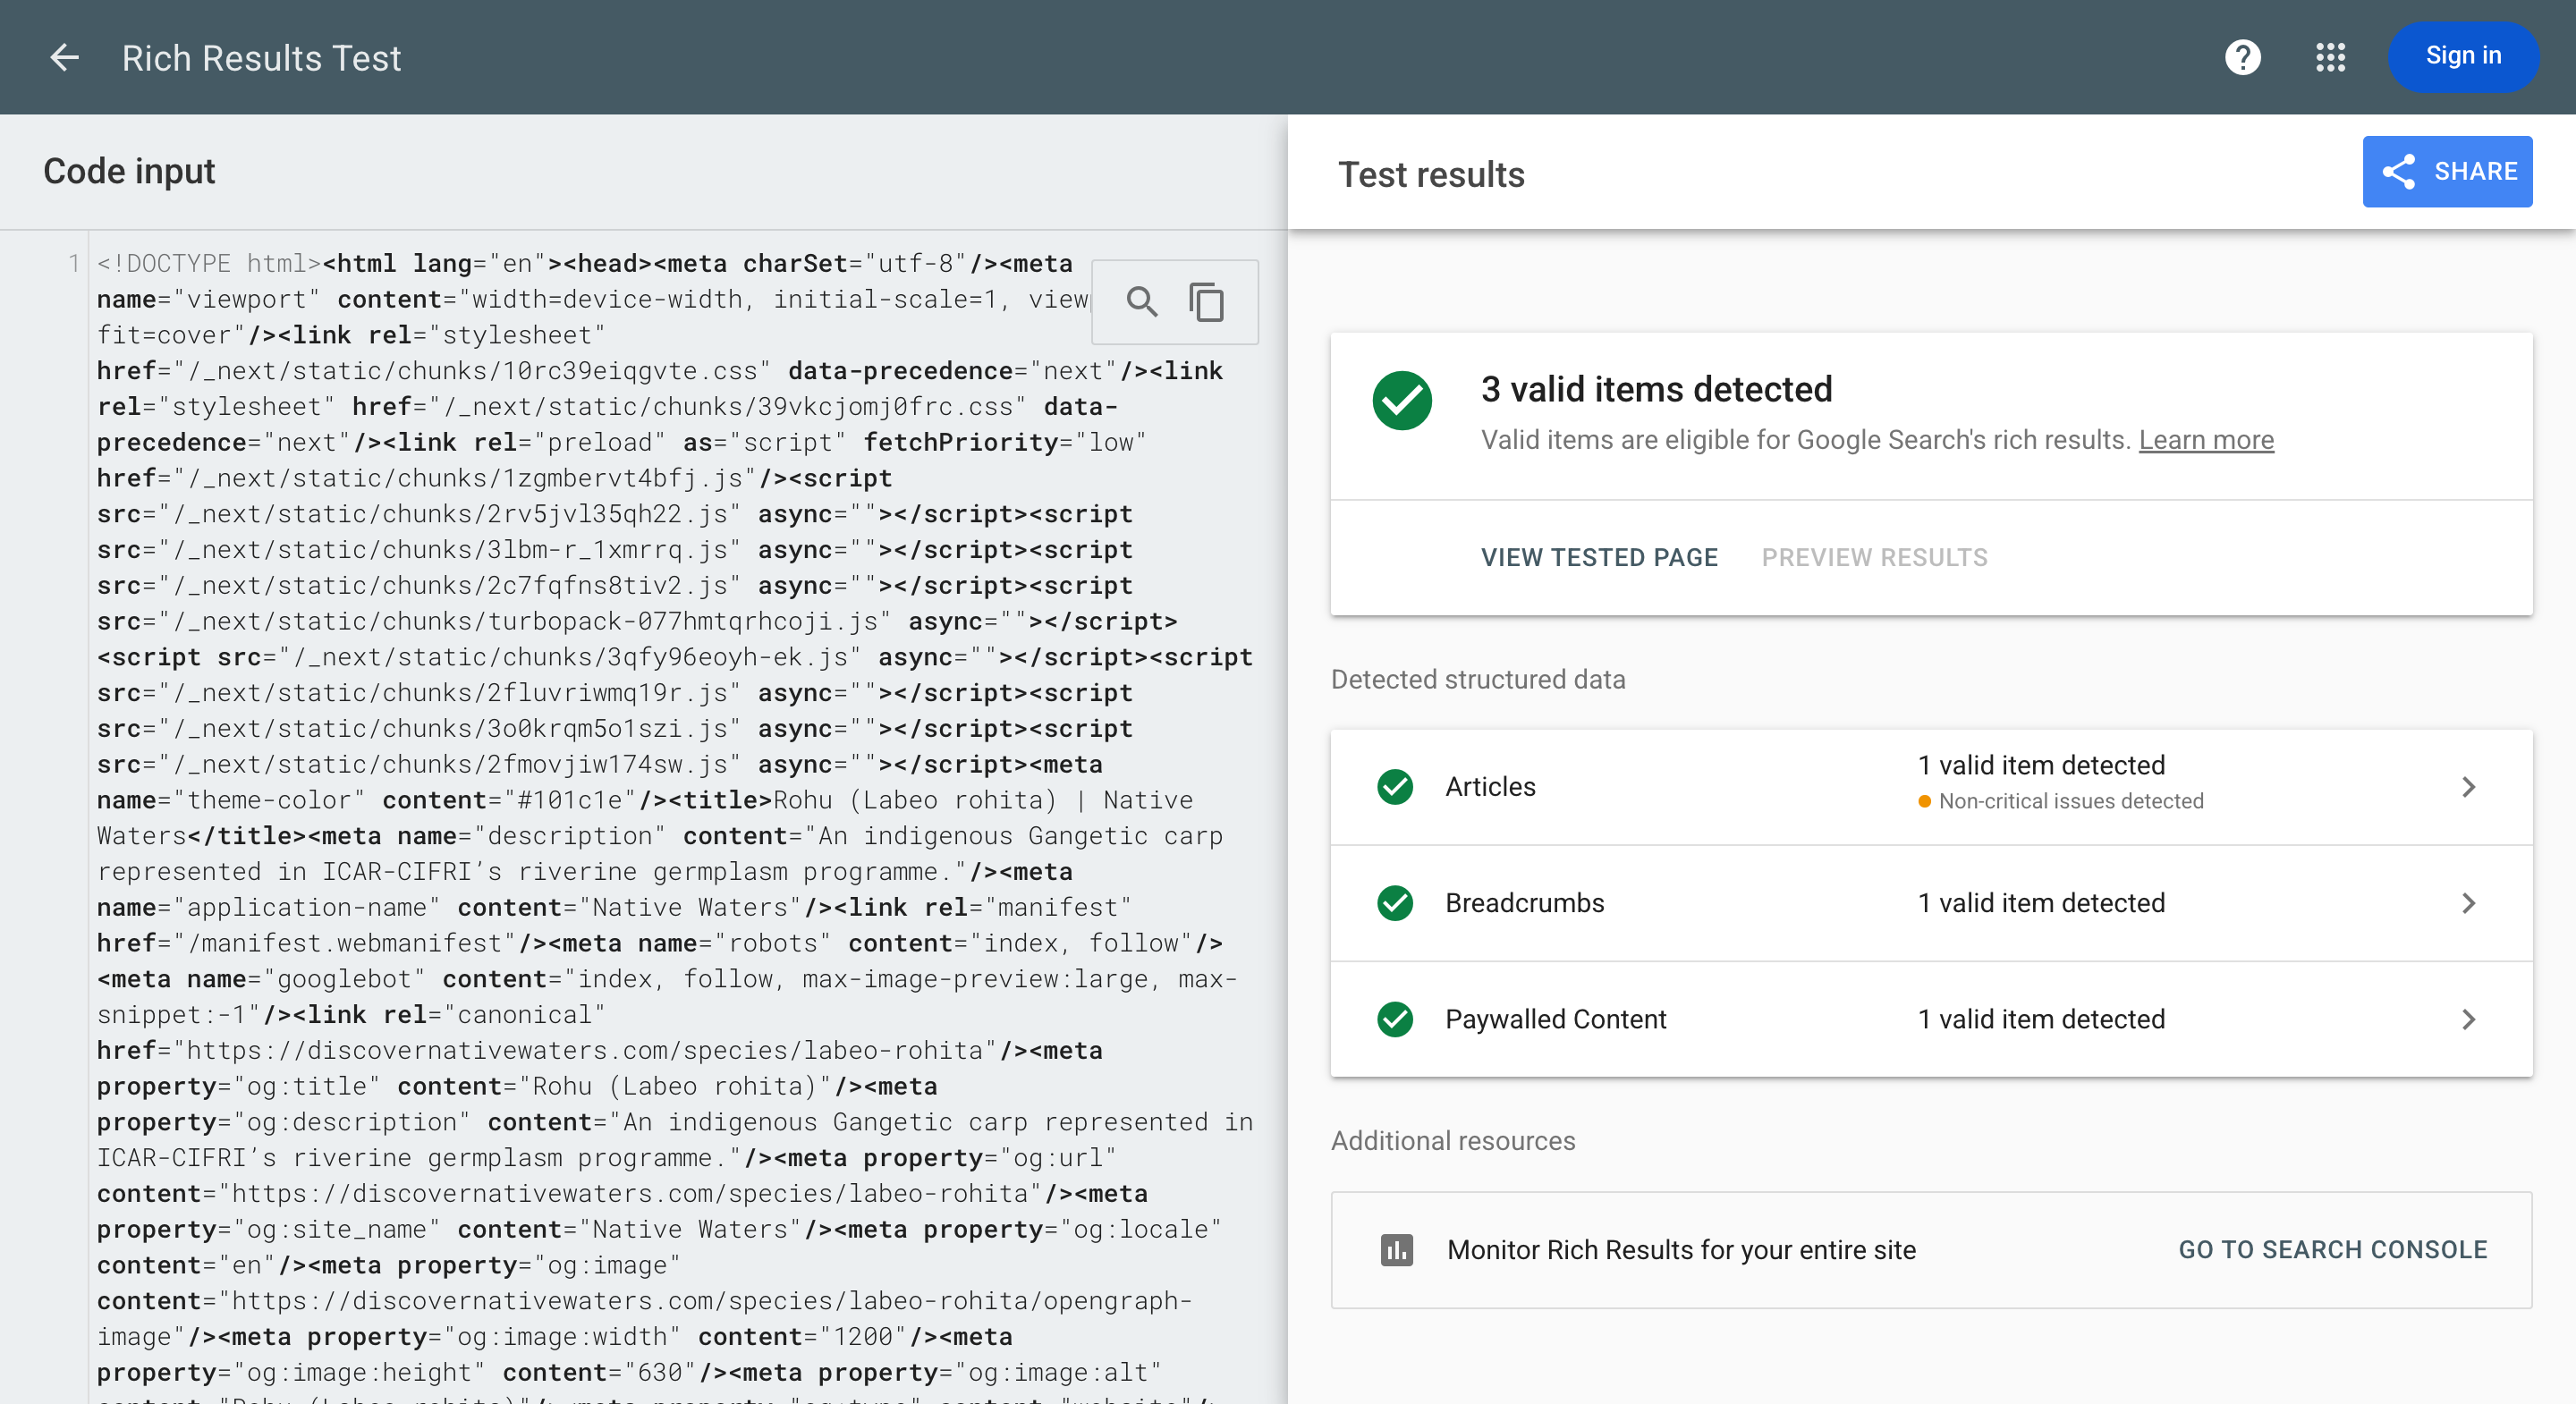 Rich Results Test
Sign in
Code input
1
<!DOCTYPE html><html lang="en"><head><meta charSet="utf-8"/><meta
name="viewport" content="width=device-width, initial-scale=1, view
fit=cover"/><link rel="stylesheet"
href="/_next/static/chunks/10rc39eiqgvte.css" data-precedence="next"/><link
rel="stylesheet" href="/_next/static/chunks/39vkcjomj0frc.css" data-
precedence="next"/><link rel="preload" as="script" fetchPriority="low"
href="/_next/static/chunks/1zgmbervt4bfj.js"/><script
src="/_next/static/chunks/2rv5jvl35qh22.js" async=""></script><script
src="/_next/static/chunks/3lbm-r_1xmrrq.js" async=""></script><script
src="/_next/static/chunks/2c7fqfns8tiv2.js" async=""></script><script
src="/_next/static/chunks/turbopack-077hmtqrhcoji.js" async=""></script>
<script src="/_next/static/chunks/3qfy96eoyh-ek.js" async=""></script><script
src="/_next/static/chunks/2fluvriwmq19r.js" async=""></script><script
src="/_next/static/chunks/3o0krqm5o1szi.js" async=""></script><script
src="/_next/static/chunks/2fmovjiw174sw.js" async=""></script><meta
name="theme-color" content="#101c1e"/><title>Rohu (Labeo rohita) | Native
Waters</title><meta name="description" content="An indigenous Gangetic carp
represented in ICAR-CIFRI’s riverine germplasm programme."/><meta
name="application-name" content="Native Waters"/><link rel="manifest"
href="/manifest.webmanifest"/><meta name="robots" content="index, follow"/>
<meta name="googlebot" content="index, follow, max-image-preview:large, max-
snippet:-1"/><link rel="canonical"
href="https://discovernativewaters.com/species/labeo-rohita"/><meta
property="og:title" content="Rohu (Labeo rohita)"/><meta
property="og:description" content="An indigenous Gangetic carp represented in
ICAR-CIFRI’s riverine germplasm programme."/><meta property="og:url"
content="https://discovernativewaters.com/species/labeo-rohita"/><meta
property="og:site_name" content="Native Waters"/><meta property="og:locale"
content="en"/><meta property="og:image"
content="https://discovernativewaters.com/species/labeo-rohita/opengraph-
image"/><meta property="og:image:width" content="1200"/><meta
property="og:image:height" content="630"/><meta property="og:image:alt"
Test results
SHARE
3 valid items detected
Valid items are eligible for Google Search's rich results. Learn more
VIEW TESTED PAGE PREVIEW RESULTS
Detected structured data
Articles
1 valid item detected
Non-critical issues detected
Breadcrumbs
1 valid item detected
Paywalled Content
1 valid item detected
Additional resources
Monitor Rich Results for your entire site
GO TO SEARCH CONSOLE